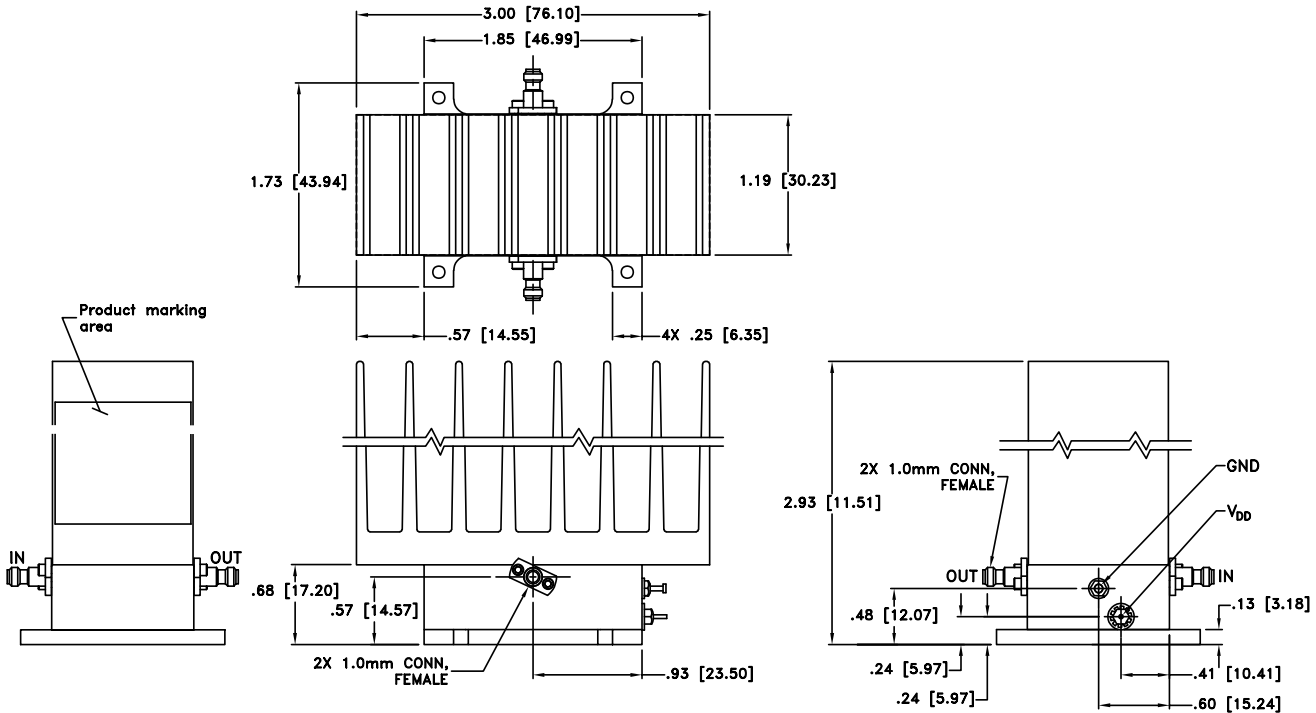 3.00 [76.10]
1.85 [46.99]
1.73 [43.94]
1.19 [30.23]
.57 [14.55]
4X .25 [6.35]
Product marking
area
IN
OUT
.68 [17.20]
.57 [14.57]
2X 1.0mm CONN,
FEMALE
.93 [23.50]
2.93 [11.51]
2X 1.0mm CONN,
FEMALE
GND
VDD
OUT
IN
.48 [12.07]
.13 [3.18]
.24 [5.97]
.24 [5.97]
.41 [10.41]
.60 [15.24]